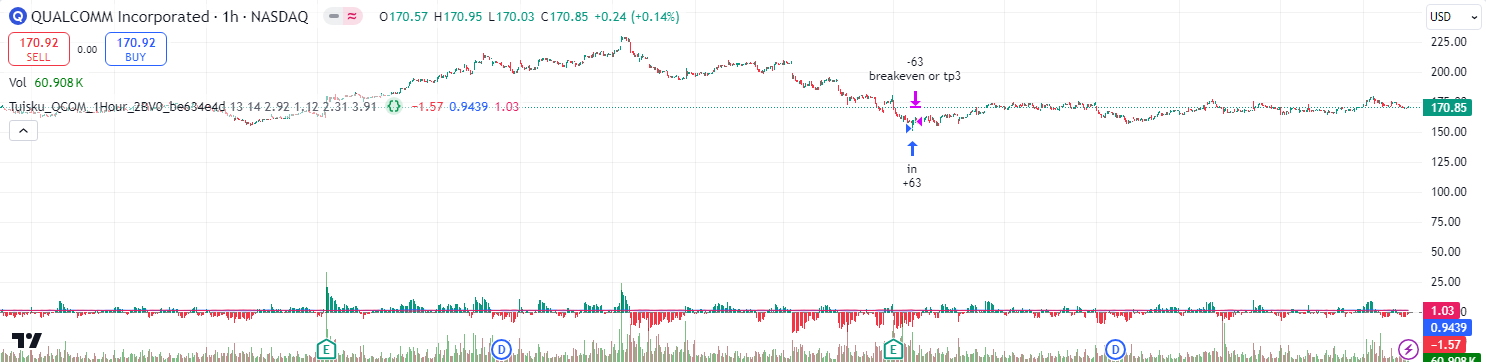 QUALCOMM Incorporated · 1h · NASDAQ O170.57 H170.95 L170.03 C170.85 +0.24 (+0.14%)
USD
170.92 SELL
0.00
170.92 BUY
Vol 60.908 K
Tuisku_QCOM_1Hour_2BV0_be634e4d 13 14 2.92 1.12 2.31 3.91 {} −1.57 0.9439 1.03
-63
breakeven or tp3
in
+63
225.00
200.00
170.85
150.00
125.00
100.00
75.00
50.00
25.00
1.03
0.9439
−1.57
60.908 K
E
D
E
D